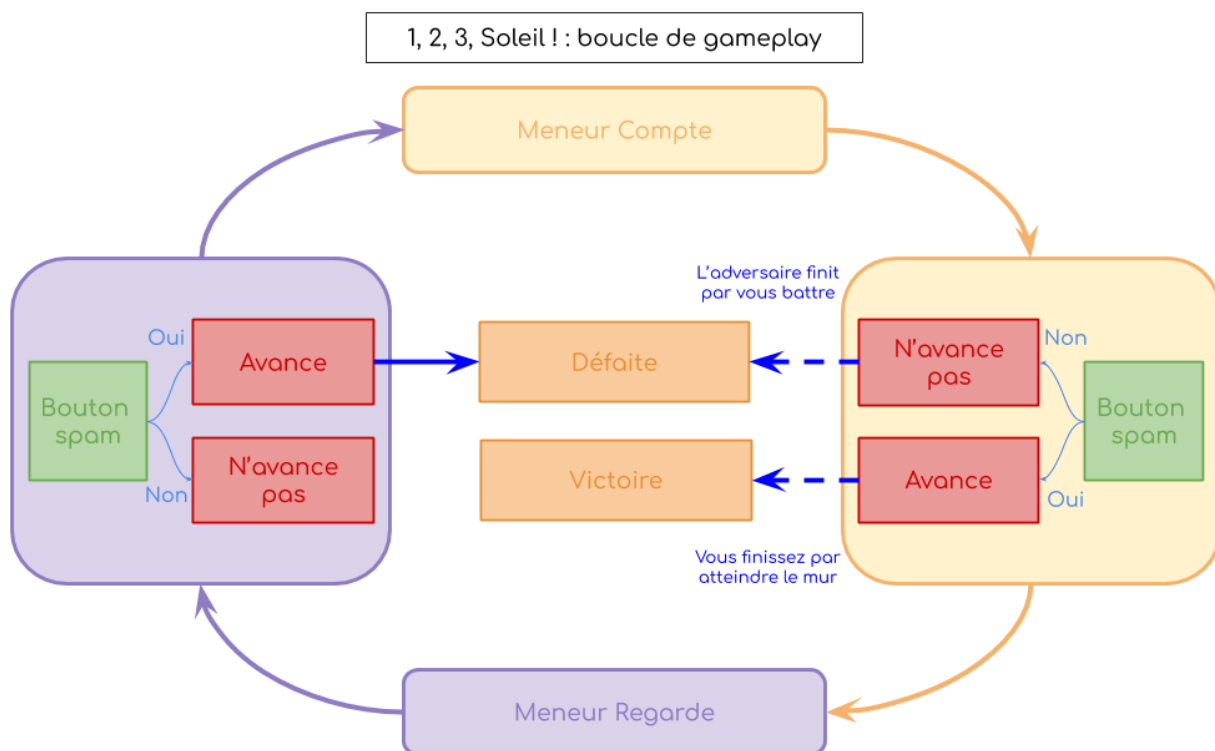 1, 2, 3, Soleil ! : boucle de gameplay
Meneur Compte
Oui
Avance
Bouton
spam
Non
N'avance
pas
Défaite
Victoire
L'adversaire finit
par vous battre
N'avance
pas
Non
Bouton
spam
Avance
Oui
Vous finissez par
atteindre le mur
Meneur Regarde